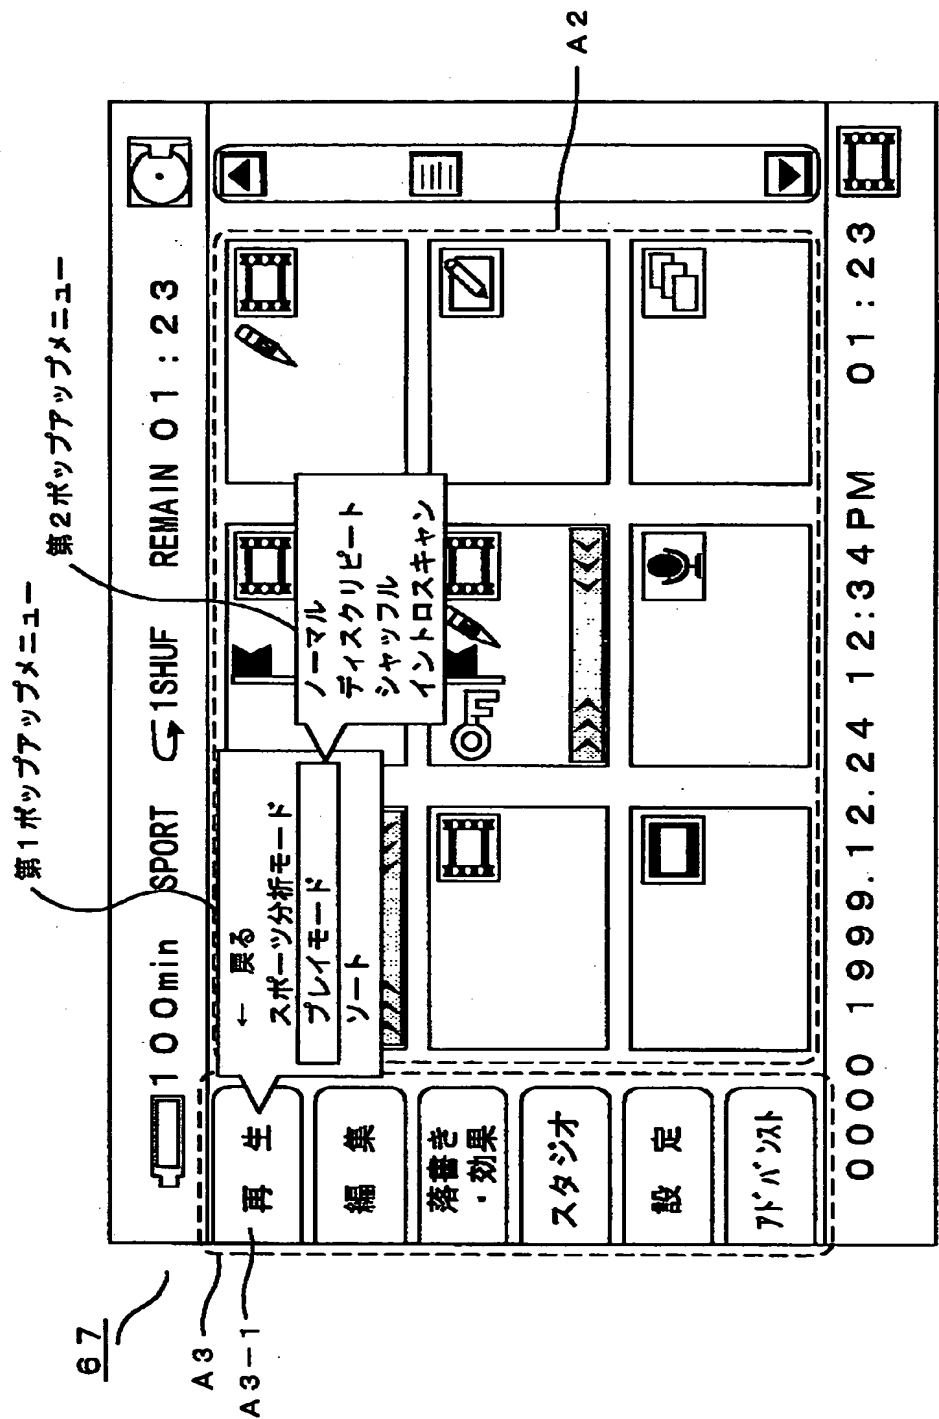 第1ポップアップメニュー
第2ポップアップメニュー
67
100min SPORT 1SHUF REMAIN 01:23
A3
A3-1
A2
再生
編集
落書き
・効果
スタジオ
設定
アドバンスト
← 戻る
スポーツ分析モード
プレイモード
ソート
ノーマル
ディスクリピート
シャッフル
イントロスキャン
0000 1999.12.24 12:34PM 01:23